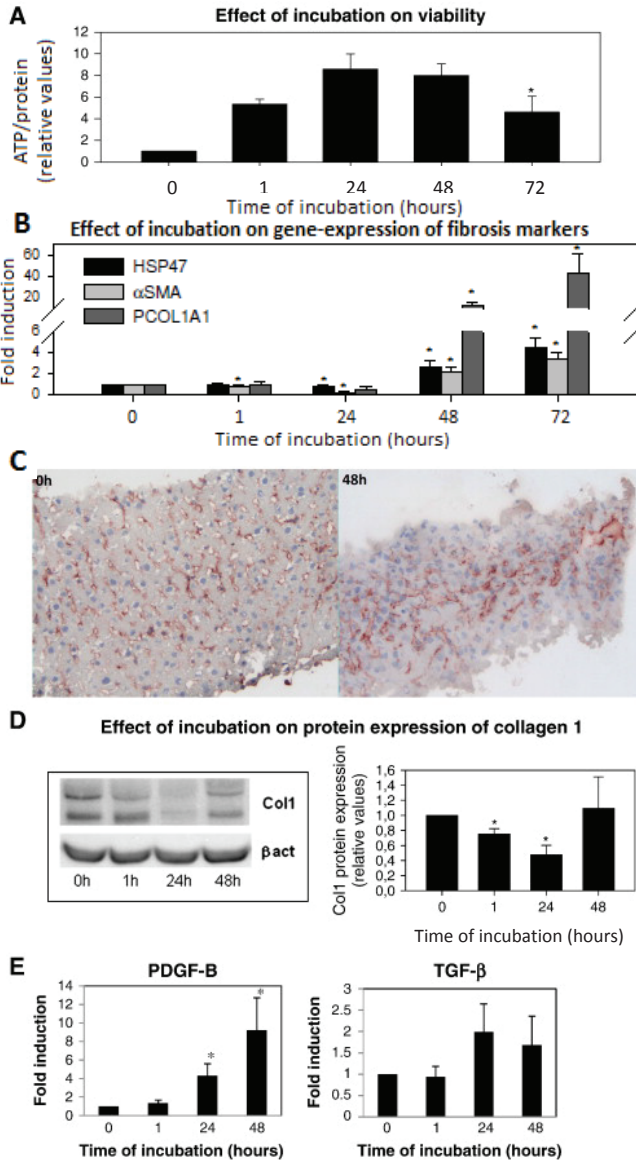 A
Effect of incubation on viability
ATP/protein
(relative values)
12
10
8
6
4
2
0
*
0 1 24 48 72
Time of incubation (hours)
B
Effect of incubation on gene-expression of fibrosis markers
Fold induction
60
40
20
6
4
2
0
HSP47
αSMA
PCOL1A1
* * * * * * * * *
0 1 24 48 72
Time of incubation (hours)
C
0h
48h
D
Effect of incubation on protein expression of collagen 1
Col1
βact
0h 1h 24h 48h
Col1 protein expression
(relative values)
1,6
1,4
1,2
1,0
0,8
0,6
0,4
0,2
0,0
* *
0 1 24 48
Time of incubation (hours)
E
PDGF-B
Fold induction
14
12
10
8
6
4
2
0
* *
0 1 24 48
Time of incubation (hours)
TGF-β
Fold induction
3
2.5
2
1.5
1
0.5
0
0 1 24 48
Time of incubation (hours)